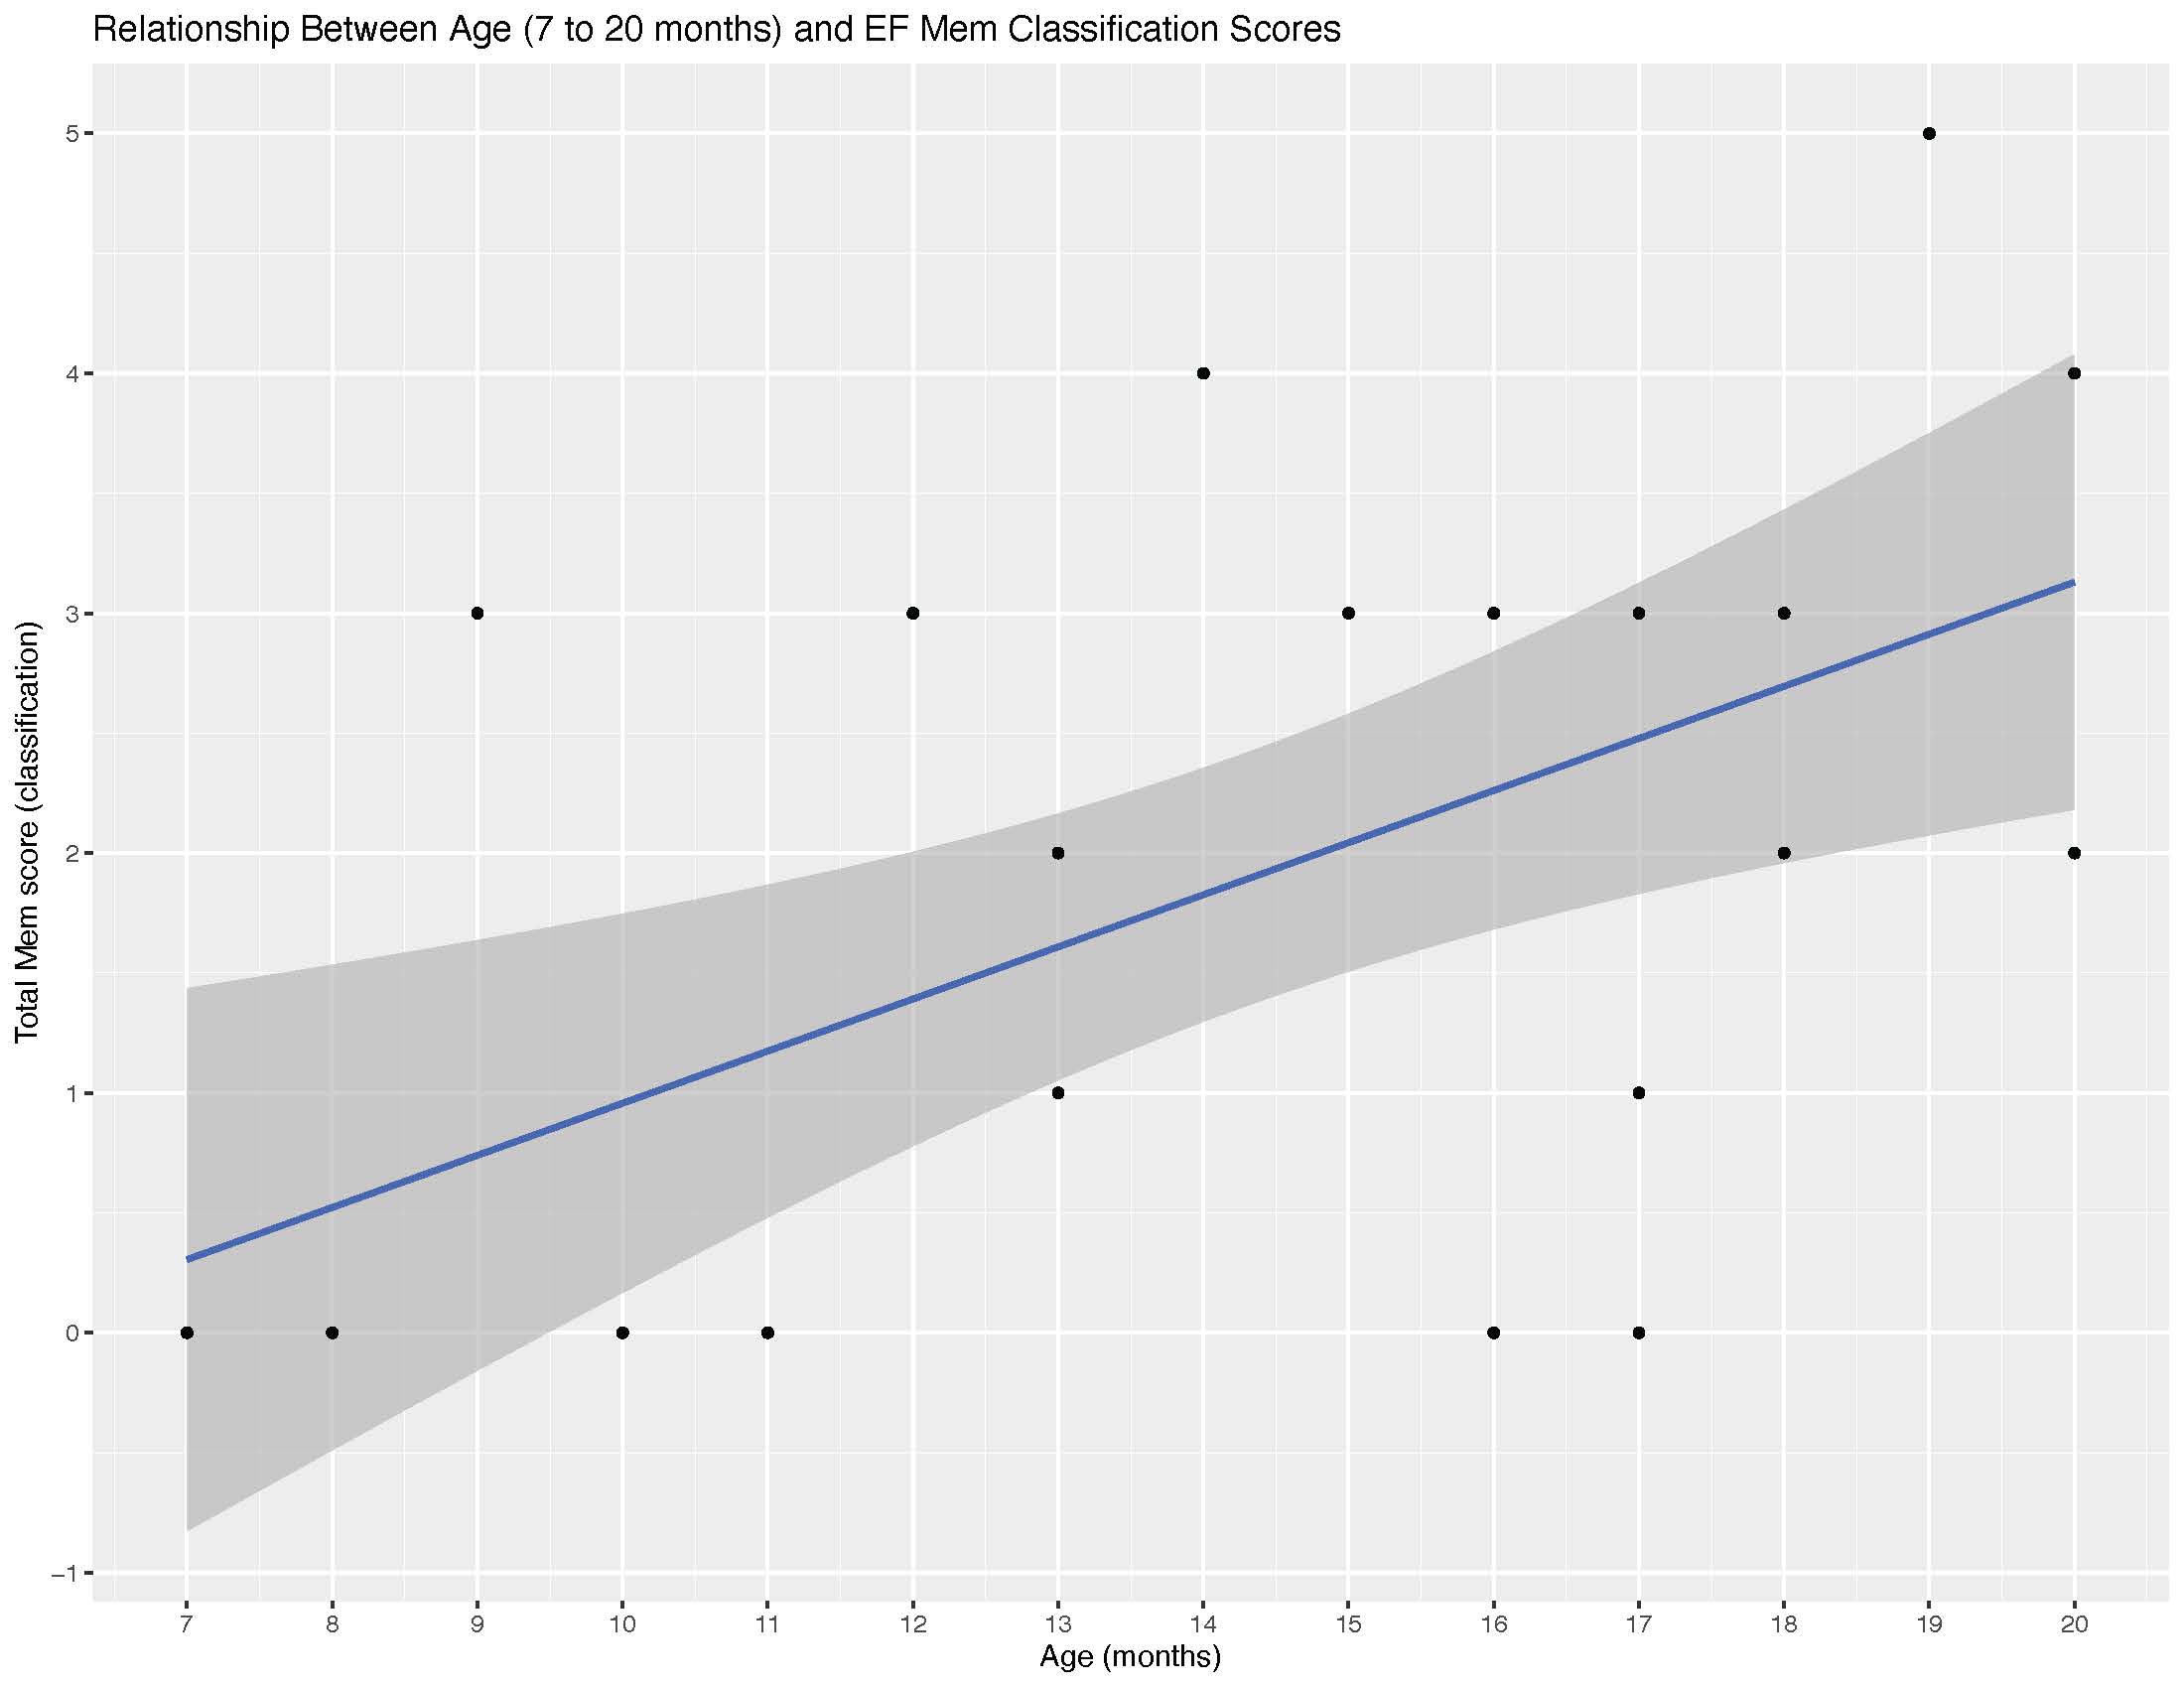 Relationship Between Age (7 to 20 months) and EF Mem Classification Scores
Total Mem score (classification)
5
4
3
2
1
0
−1
7 8 9 10 11 12 13 14 15 16 17 18 19 20
Age (months)